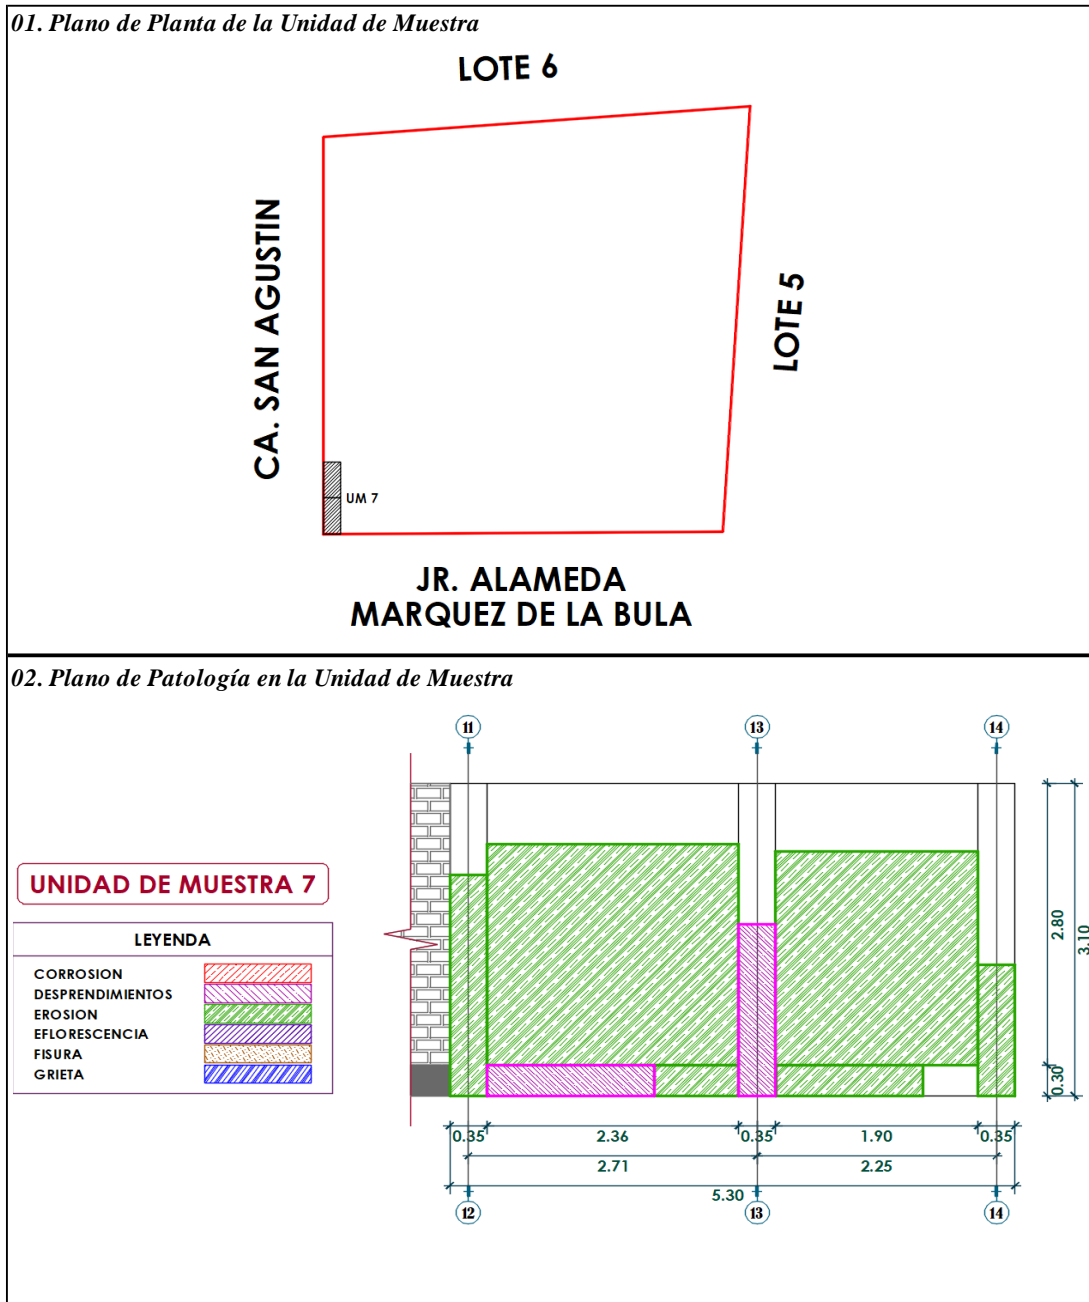 01. Plano de Planta de la Unidad de Muestra
LOTE 6
CA. SAN AGUSTIN
LOTE 5
UM 7
JR. ALAMEDA
MARQUEZ DE LA BULA
02. Plano de Patología en la Unidad de Muestra
11 13 14
UNIDAD DE MUESTRA 7
LEYENDA
CORROSION
DESPRENDIMIENTOS
EROSION
EFLORESCENCIA
FISURA
GRIETA
2.80
3.10
0.30
0.35 2.36 0.35 1.90 0.35
2.71 2.25
5.30
12 13 14